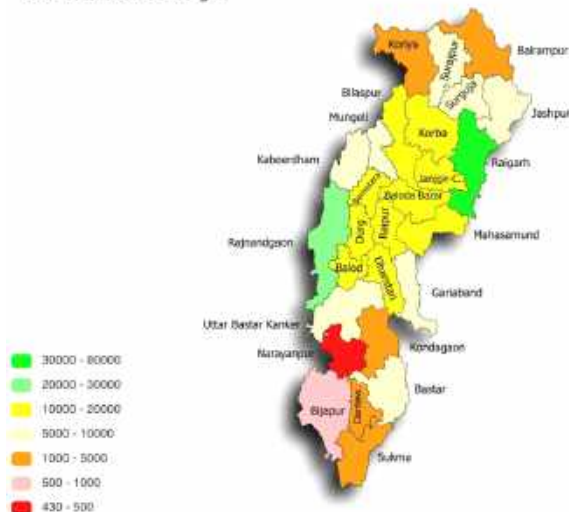 Koriya
Surajpur
Balrampur
Surguja
Bilaspur
Jashpur
Mungeli
Korba
Kabeerdham
Raigarh
Janjgir-C.
Bemetara
Baloda Bazar
Durg
Raipur
Mahasamund
Rajnandgaon
Balod
Dhamtari
Gariaband
Uttar Bastar Kanker
Kondagaon
Narayanpur
Bastar
Bijapur
Sukma
30000 - 80000
20000 - 30000
10000 - 20000
5000 - 10000
1000 - 5000
500 - 1000
430 - 500